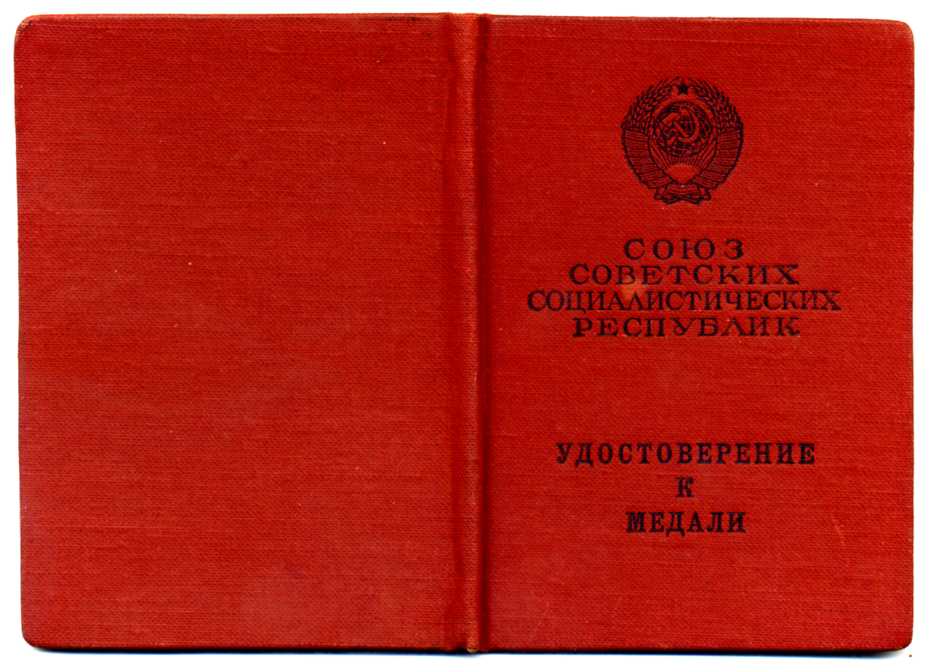 СОЮЗ
СОВЕТСКИХ
СОЦИАЛИСТИЧЕСКИХ
РЕСПУБЛИК
УДОСТОВЕРЕНИЕ
К
МЕДАЛИ